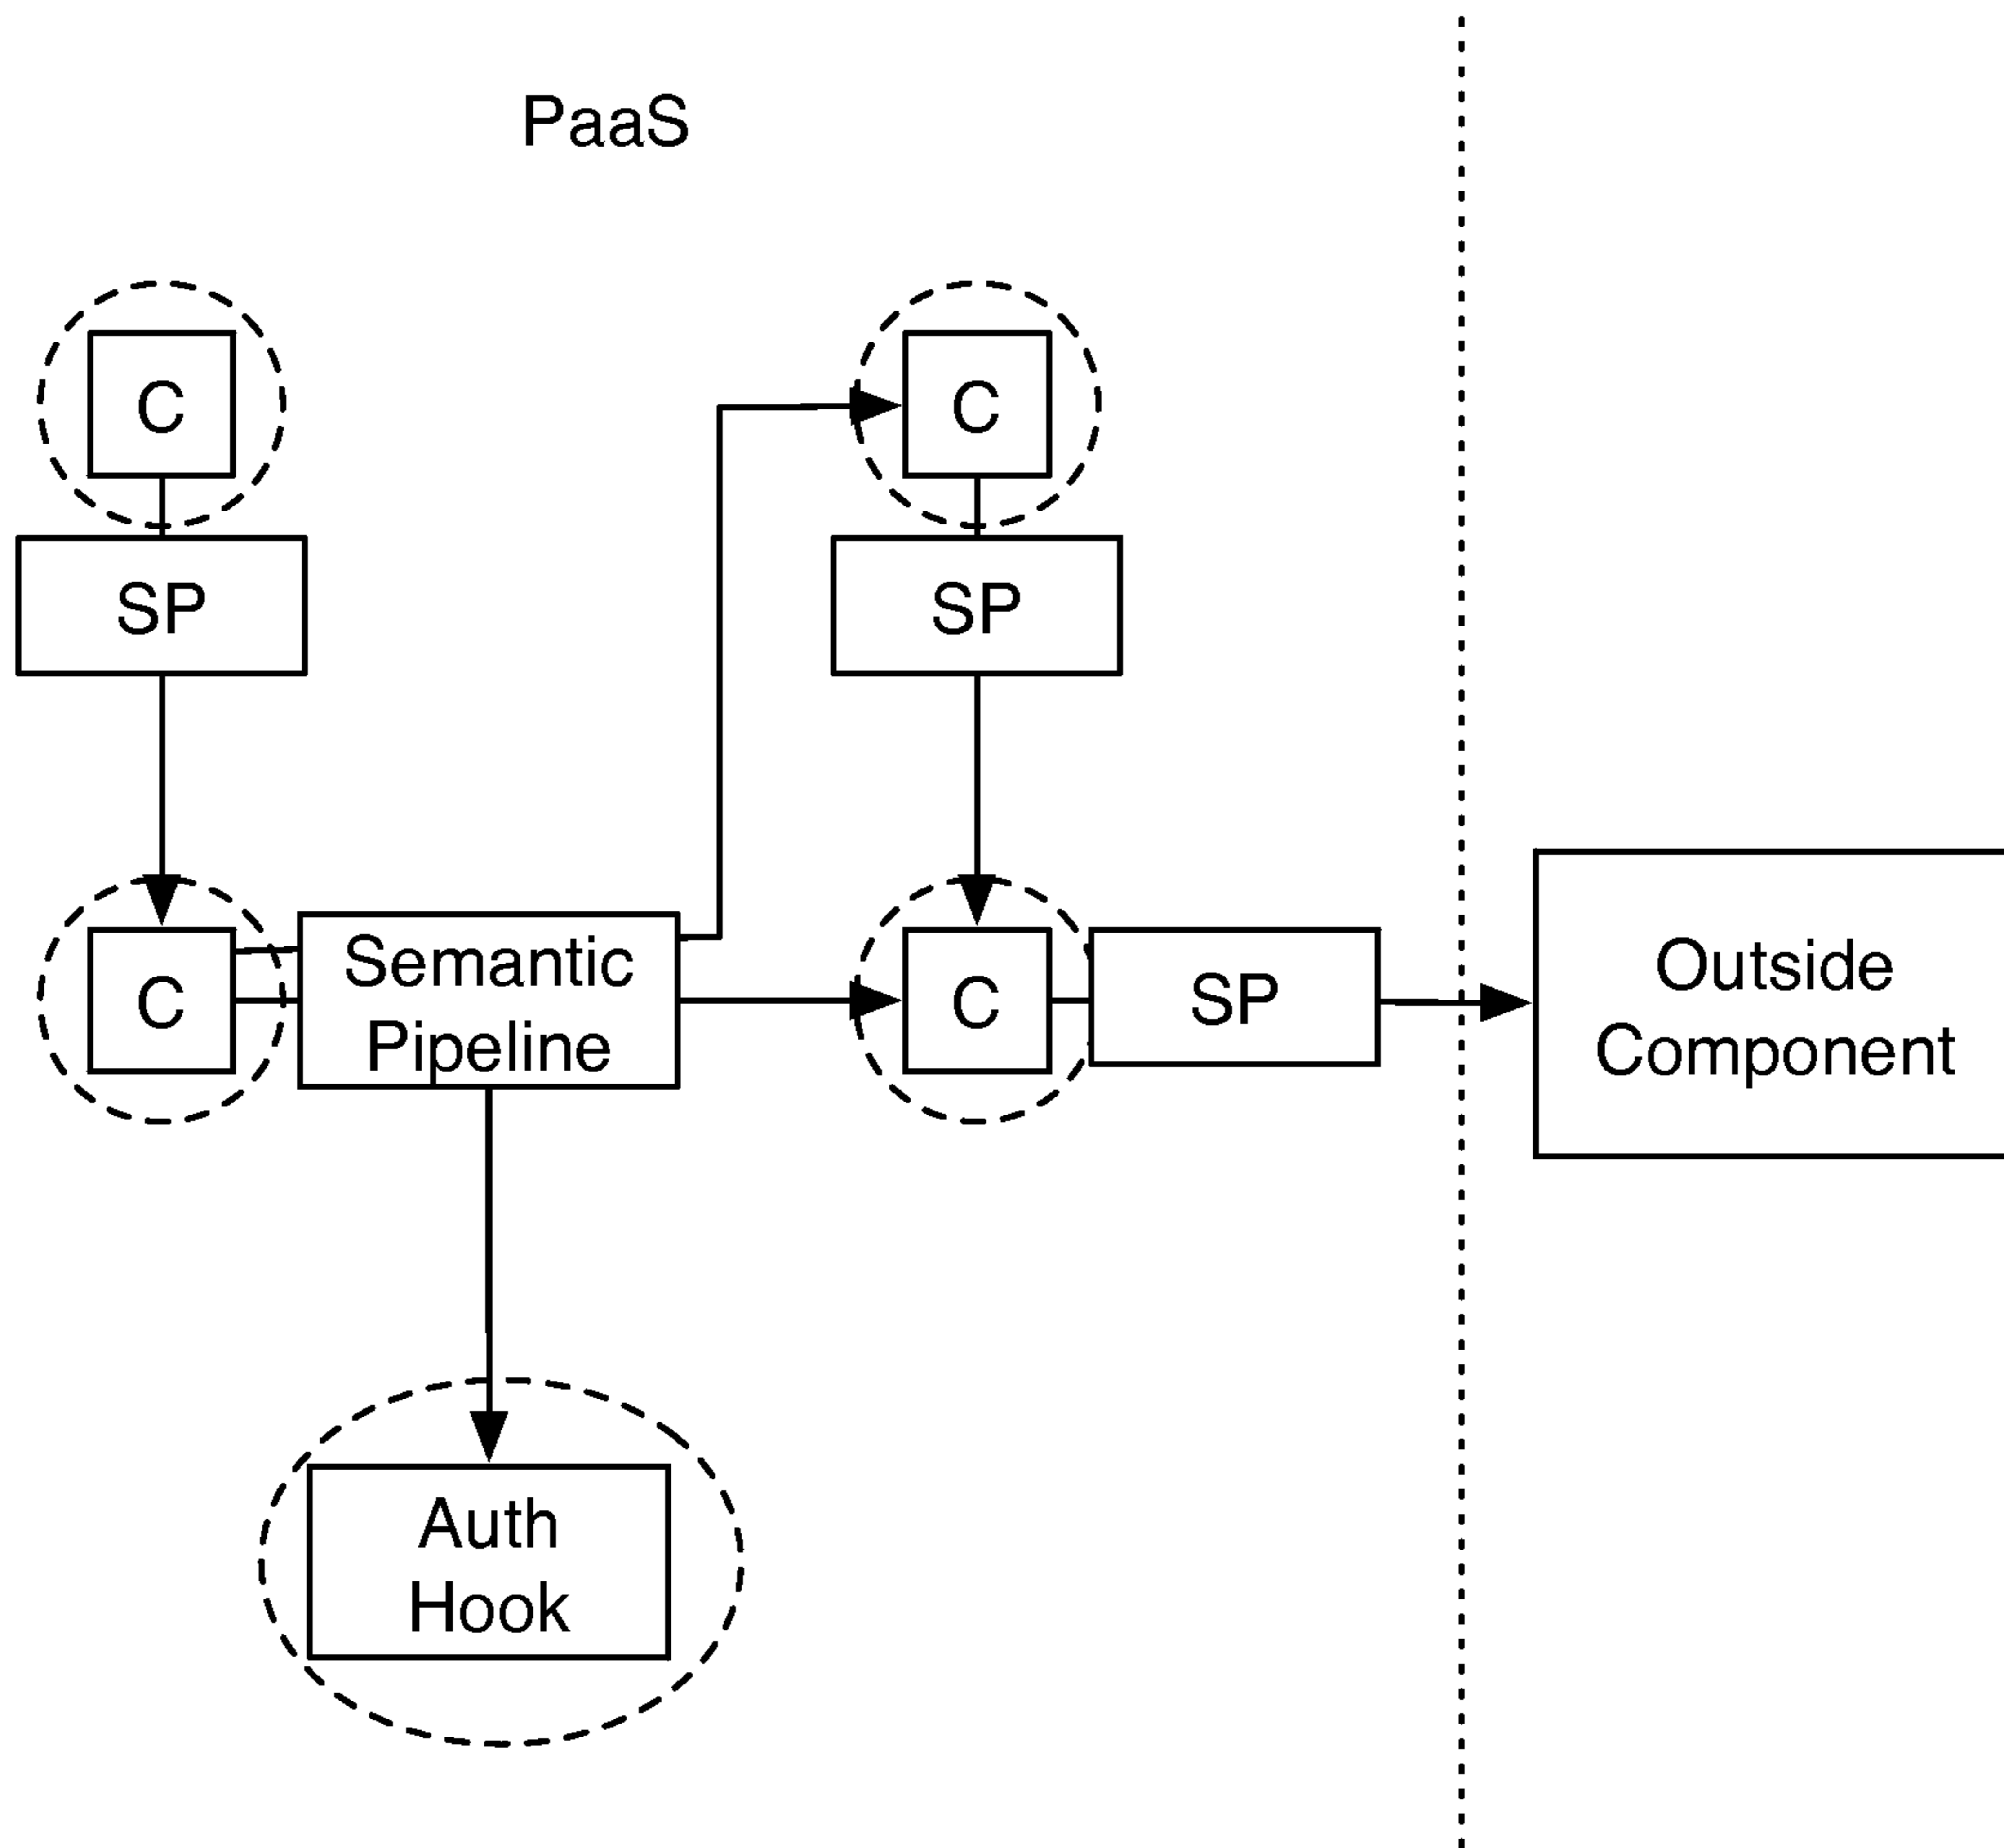 PaaS
C
C
SP
SP
C
Semantic
Pipeline
C
SP
Outside
Component
Auth
Hook